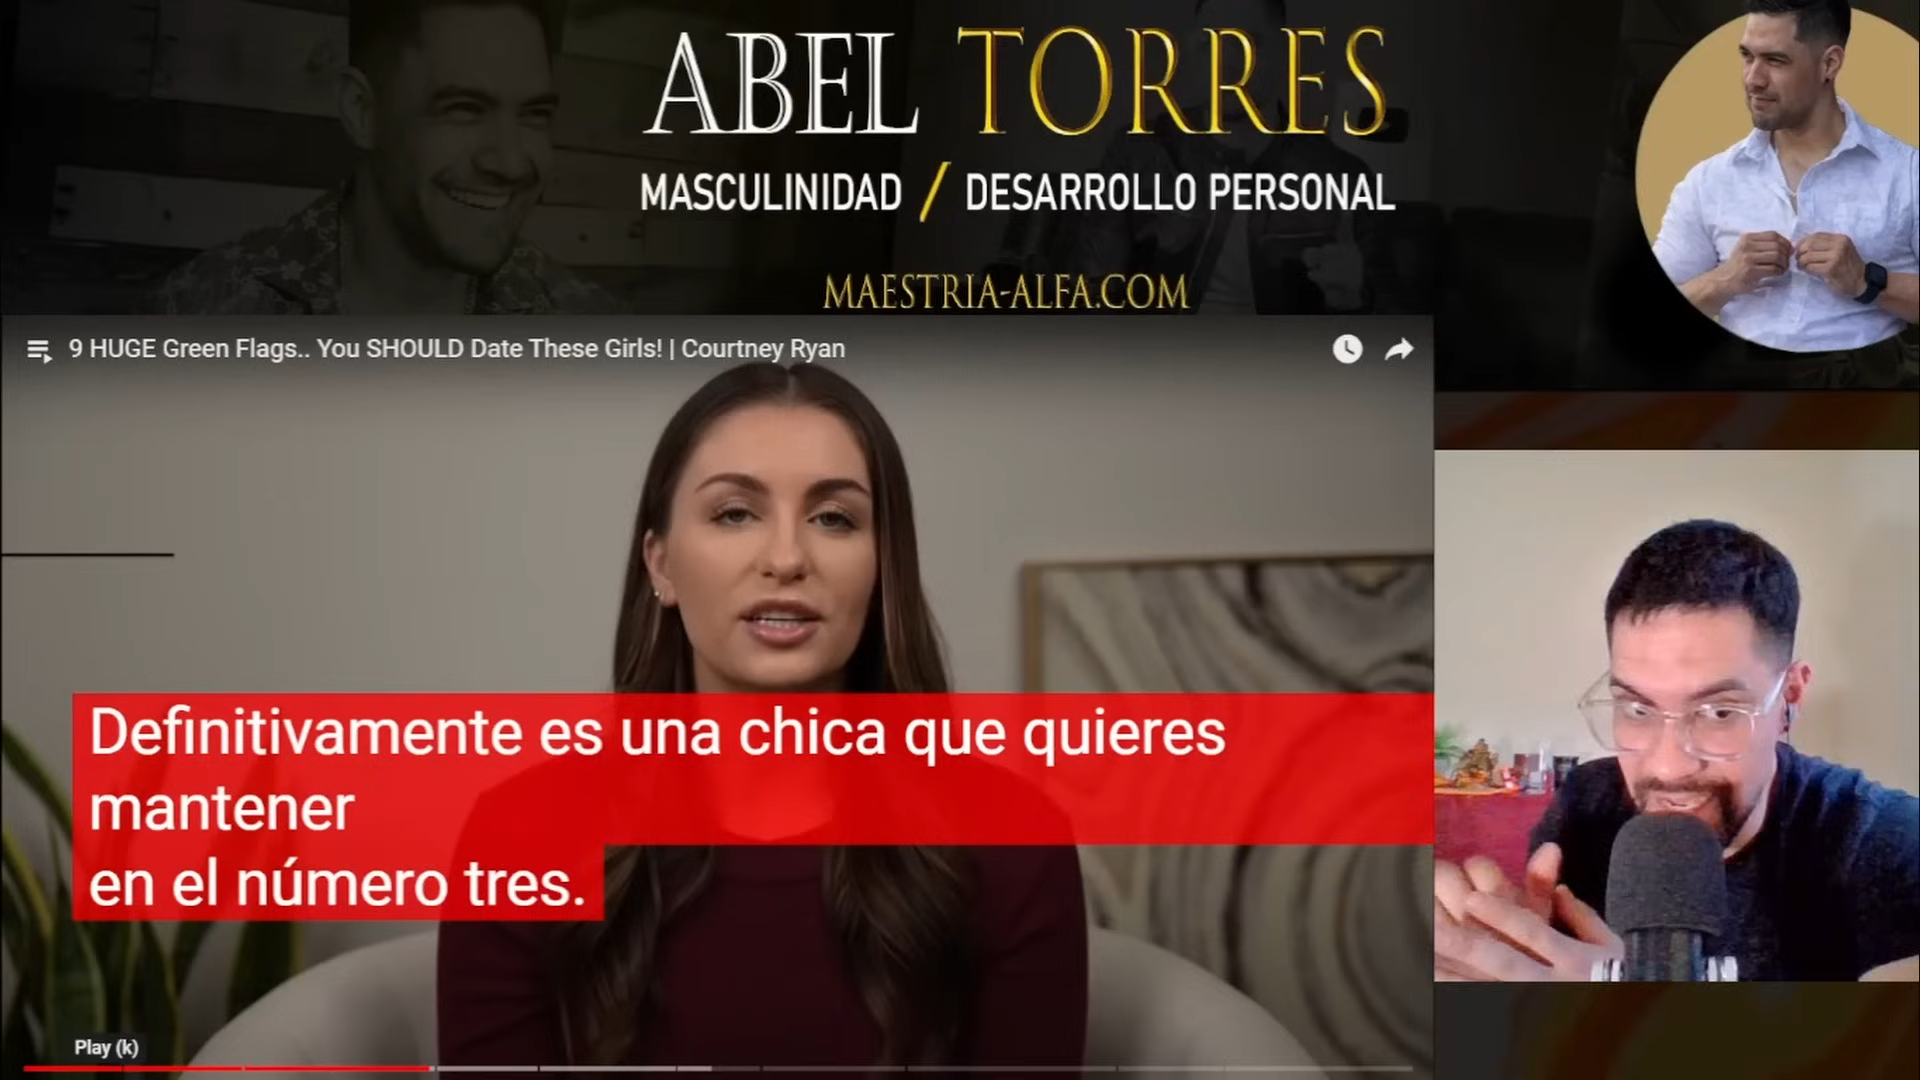 ABEL TORRES
MASCULINIDAD / DESARROLLO PERSONAL
MAESTRIA-ALFA.COM
9 HUGE Green Flags.. You SHOULD Date These Girls! | Courtney Ryan
Definitivamente es una chica que quieres
mantener
en el número tres.
Play (k)